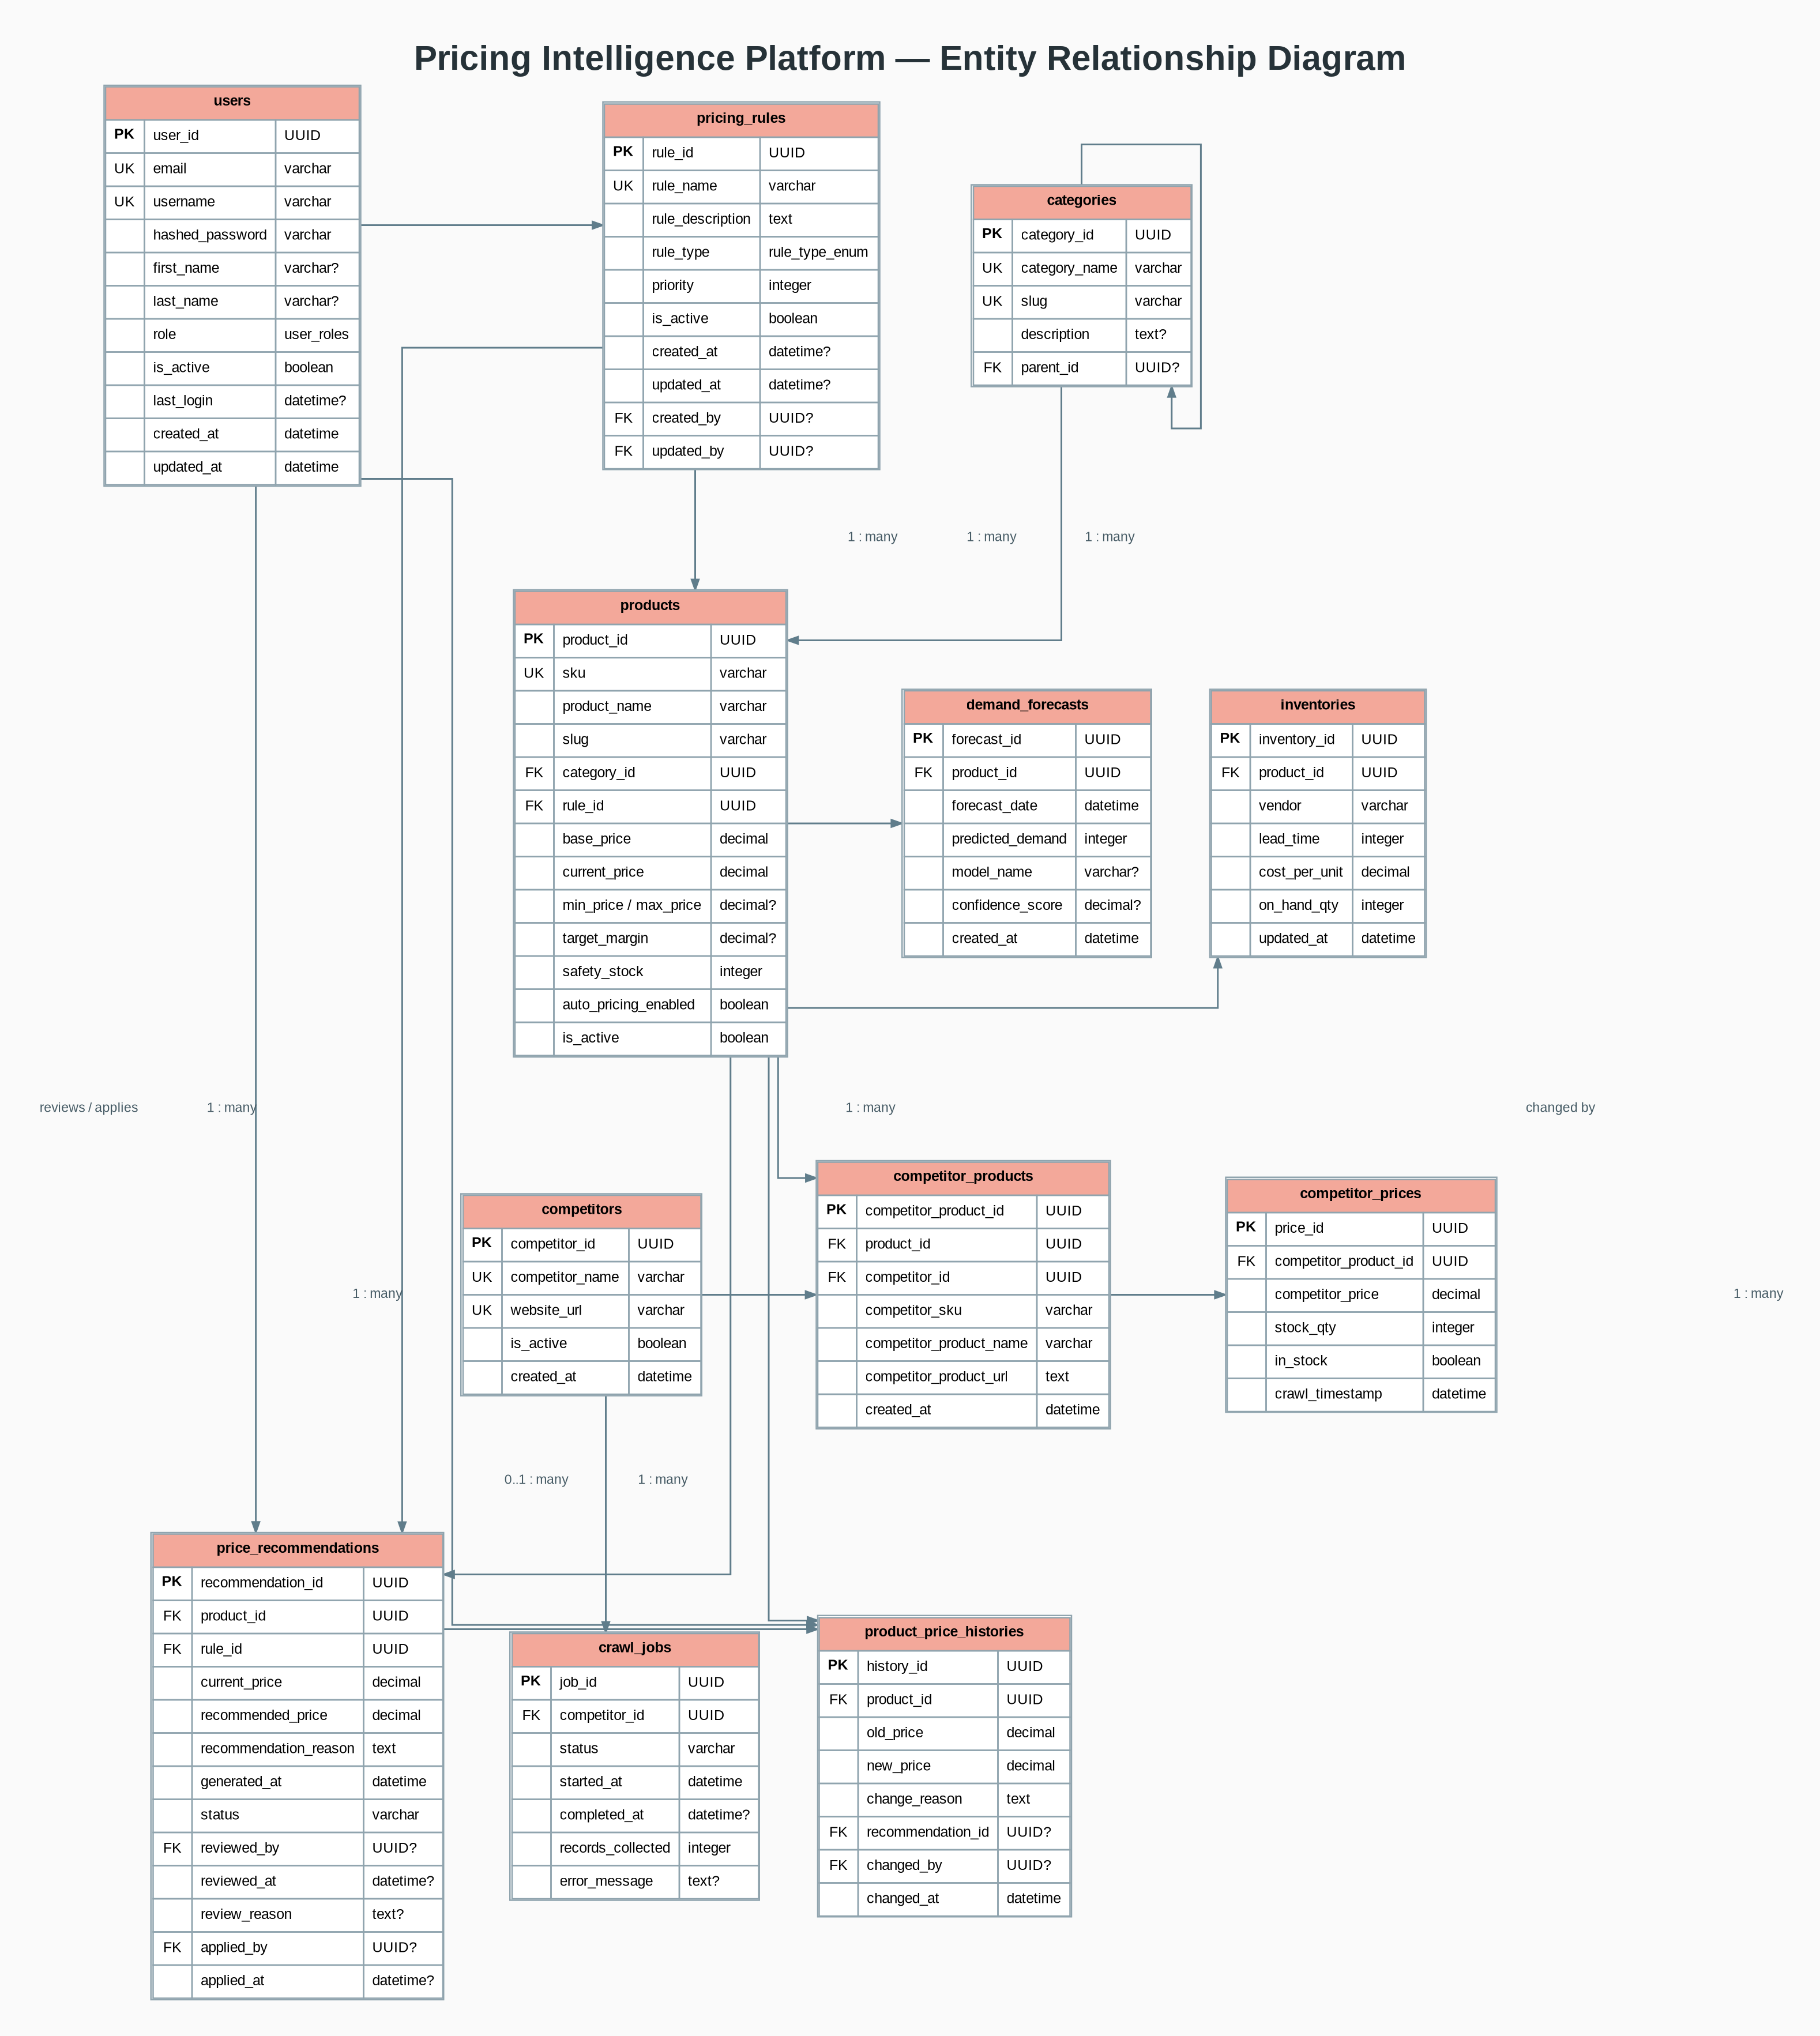 Pricing Intelligence Platform — Entity Relationship Diagram
users
PK user_id UUID
UK email varchar
UK username varchar
hashed_password varchar
first_name varchar?
last_name varchar?
role user_roles
is_active boolean
last_login datetime?
created_at datetime
updated_at datetime
pricing_rules
PK rule_id UUID
UK rule_name varchar
rule_description text
rule_type rule_type_enum
priority integer
is_active boolean
created_at datetime?
updated_at datetime?
FK created_by UUID?
FK updated_by UUID?
categories
PK category_id UUID
UK category_name varchar
UK slug varchar
description text?
FK parent_id UUID?
1 : many
1 : many
1 : many
products
PK product_id UUID
UK sku varchar
product_name varchar
slug varchar
FK category_id UUID
FK rule_id UUID
base_price decimal
current_price decimal
min_price / max_price decimal?
target_margin decimal?
safety_stock integer
auto_pricing_enabled boolean
is_active boolean
demand_forecasts
PK forecast_id UUID
FK product_id UUID
forecast_date datetime
predicted_demand integer
model_name varchar?
confidence_score decimal?
created_at datetime
inventories
PK inventory_id UUID
FK product_id UUID
vendor varchar
lead_time integer
cost_per_unit decimal
on_hand_qty integer
updated_at datetime
reviews / applies
1 : many
1 : many
changed by
competitors
PK competitor_id UUID
UK competitor_name varchar
UK website_url varchar
is_active boolean
created_at datetime
competitor_products
PK competitor_product_id UUID
FK product_id UUID
FK competitor_id UUID
competitor_sku varchar
competitor_product_name varchar
competitor_product_url text
created_at datetime
competitor_prices
PK price_id UUID
FK competitor_product_id UUID
competitor_price decimal
stock_qty integer
in_stock boolean
crawl_timestamp datetime
1 : many
1 : many
0..1 : many
1 : many
price_recommendations
PK recommendation_id UUID
FK product_id UUID
FK rule_id UUID
current_price decimal
recommended_price decimal
recommendation_reason text
generated_at datetime
status varchar
FK reviewed_by UUID?
reviewed_at datetime?
review_reason text?
FK applied_by UUID?
applied_at datetime?
crawl_jobs
PK job_id UUID
FK competitor_id UUID
status varchar
started_at datetime
completed_at datetime?
records_collected integer
error_message text?
product_price_histories
PK history_id UUID
FK product_id UUID
old_price decimal
new_price decimal
change_reason text
FK recommendation_id UUID?
FK changed_by UUID?
changed_at datetime